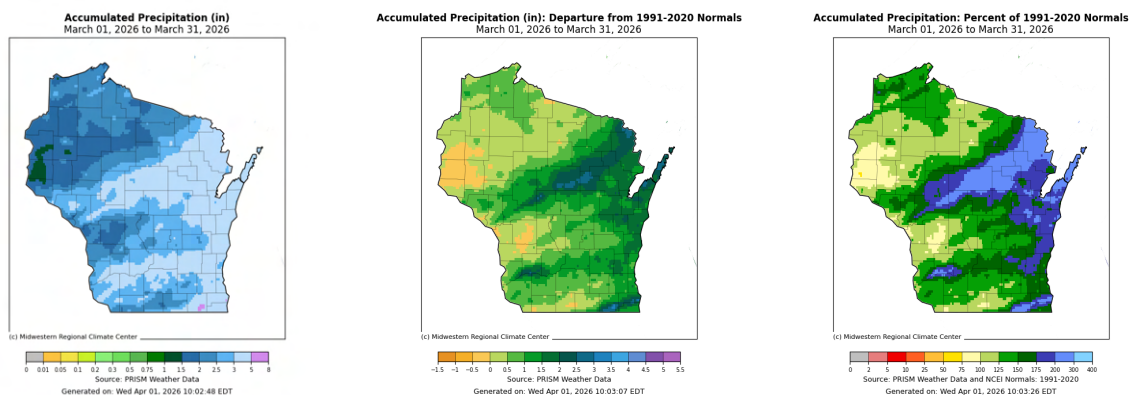 Accumulated Precipitation (in)
March 01, 2026 to March 31, 2026
(c) Midwestern Regional Climate Center
0 0.01 0.05 0.1 0.2 0.3 0.5 0.75 1 1.5 2 2.5 3 5 8
Source: PRISM Weather Data
Generated on: Wed Apr 01, 2026 10:02:48 EDT
Accumulated Precipitation (in): Departure from 1991-2020 Normals
March 01, 2026 to March 31, 2026
(c) Midwestern Regional Climate Center
−1.5 −1 −0.5 0 0.5 1 1.5 2 2.5 3 3.5 4 4.5 5 5.5
Source: PRISM Weather Data
Generated on: Wed Apr 01, 2026 10:03:07 EDT
Accumulated Precipitation: Percent of 1991-2020 Normals
March 01, 2026 to March 31, 2026
(c) Midwestern Regional Climate Center
0 2 5 10 25 50 75 100 125 150 175 200 300 400
Source: PRISM Weather Data and NCEI Normals: 1991-2020
Generated on: Wed Apr 01, 2026 10:03:26 EDT